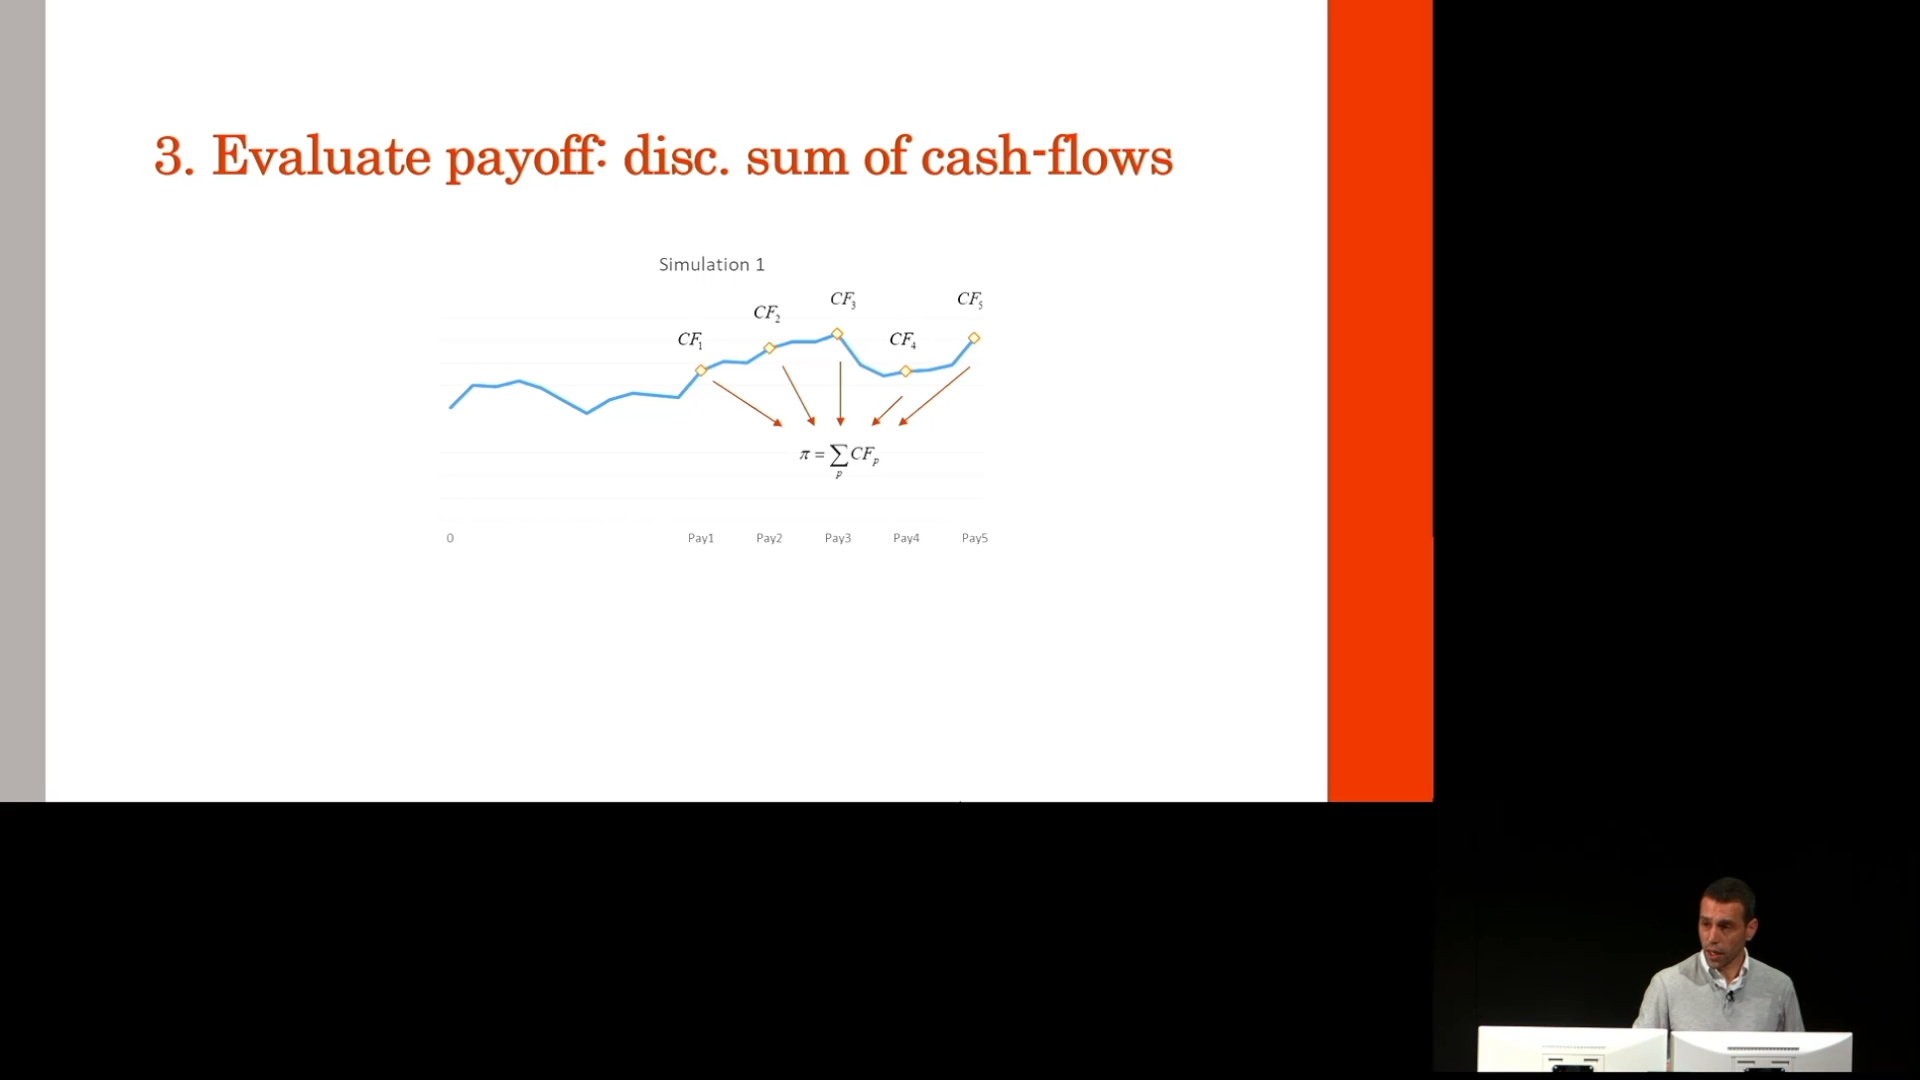 3. Evaluate payoff: disc. sum of cash-flows
Simulation 1
CF₁
CF₂
CF₃
CF₄
CF₅
π = ∑ₚ CFₚ
0 Pay1 Pay2 Pay3 Pay4 Pay5